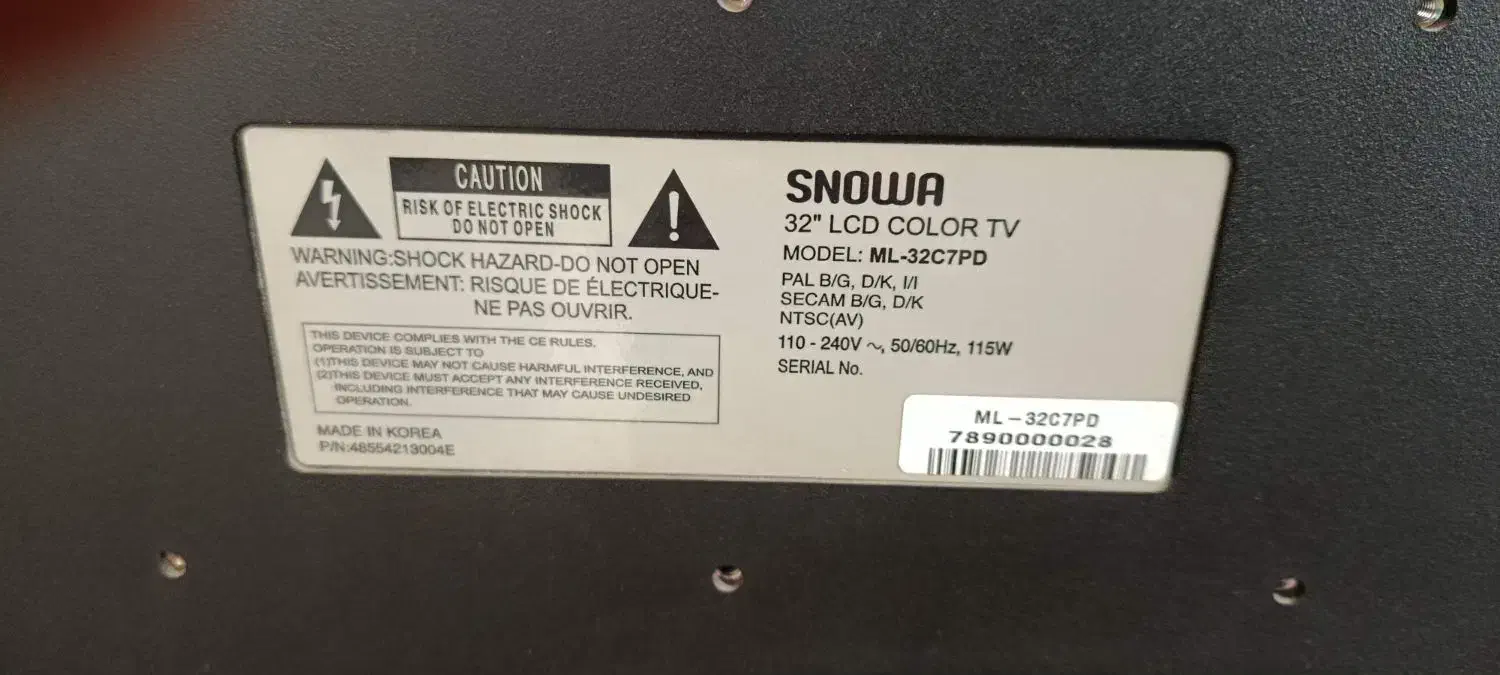 CAUTION
RISK OF ELECTRIC SHOCK
DO NOT OPEN
WARNING:SHOCK HAZARD-DO NOT OPEN
AVERTISSEMENT: RISQUE DE ÉLECTRIQUE-
NE PAS OUVRIR.
THIS DEVICE COMPLIES WITH THE CE RULES.
OPERATION IS SUBJECT TO
(1)THIS DEVICE MAY NOT CAUSE HARMFUL INTERFERENCE, AND
(2)THIS DEVICE MUST ACCEPT ANY INTERFERENCE RECEIVED,
INCLUDING INTERFERENCE THAT MAY CAUSE UNDESIRED
OPERATION.
MADE IN KOREA
P/N:48554213004E
SNOWA
32" LCD COLOR TV
MODEL: ML-32C7PD
PAL B/G, D/K, I/I
SECAM B/G, D/K
NTSC(AV)
110 - 240V ~, 50/60Hz, 115W
SERIAL No.
ML-32C7PD
7890000028